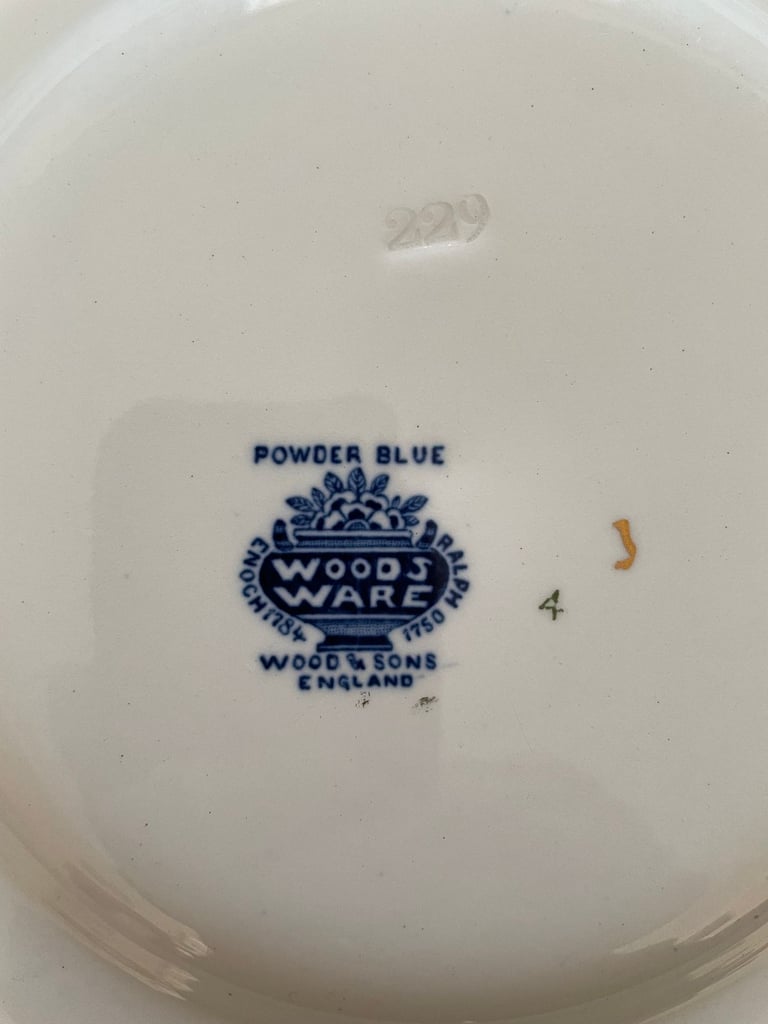 229
POWDER BLUE
ENOCH 1784
WOODS
WARE
RALPH
1750
WOOD & SONS
ENGLAND
4